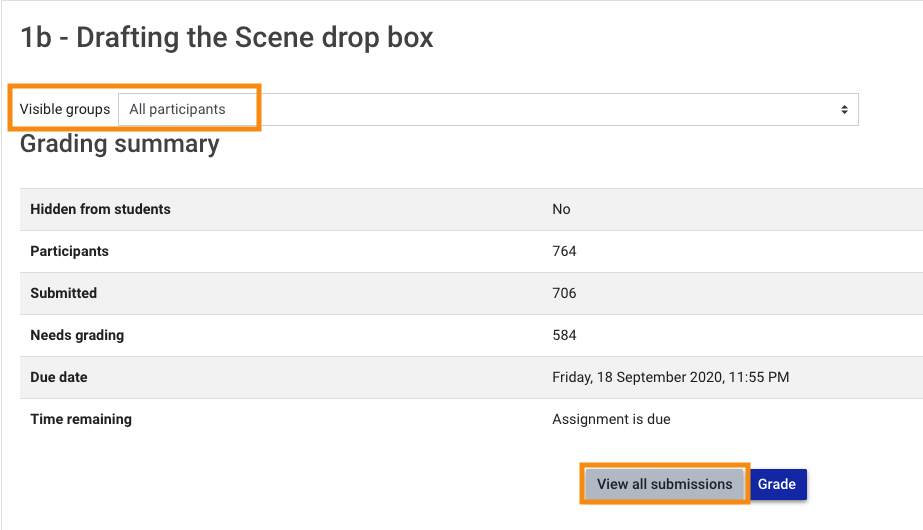 1b - Drafting the Scene drop box
Visible groups All participants
Grading summary
Hidden from students No
Participants 764
Submitted 706
Needs grading 584
Due date Friday, 18 September 2020, 11:55 PM
Time remaining Assignment is due
View all submissions Grade